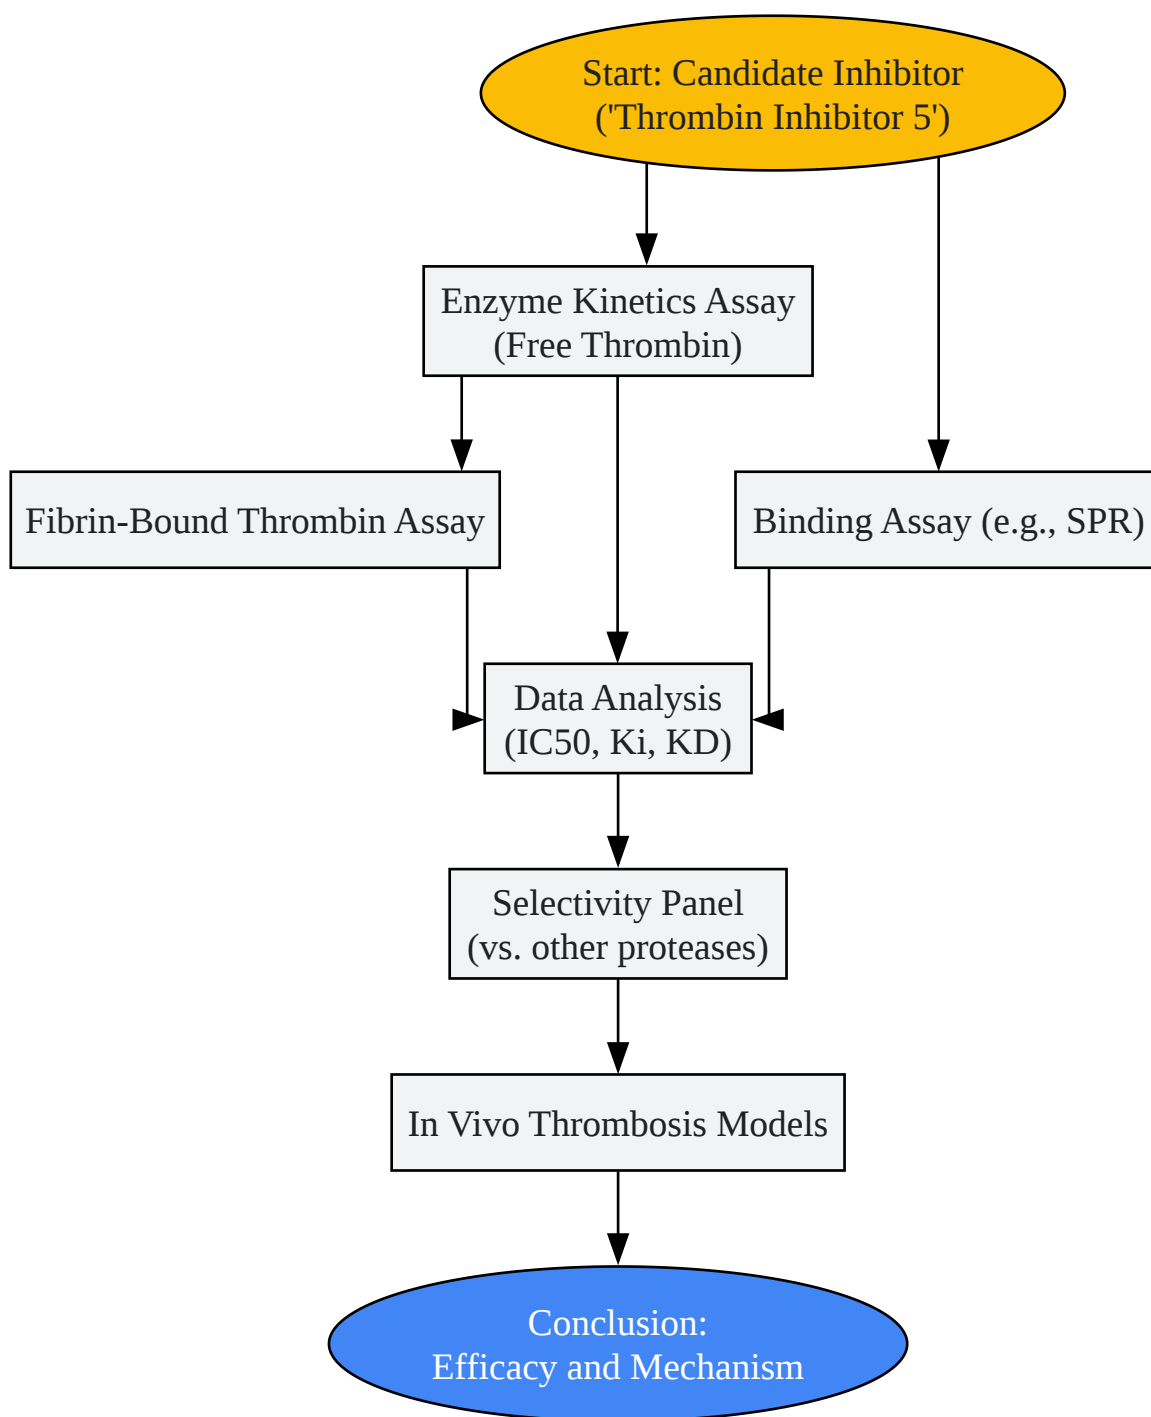 Start: Candidate Inhibitor
('Thrombin Inhibitor 5')
Enzyme Kinetics Assay
(Free Thrombin)
Fibrin-Bound Thrombin Assay
Binding Assay (e.g., SPR)
Data Analysis
(IC50, Ki, KD)
Selectivity Panel
(vs. other proteases)
In Vivo Thrombosis Models
Conclusion:
Efficacy and Mechanism